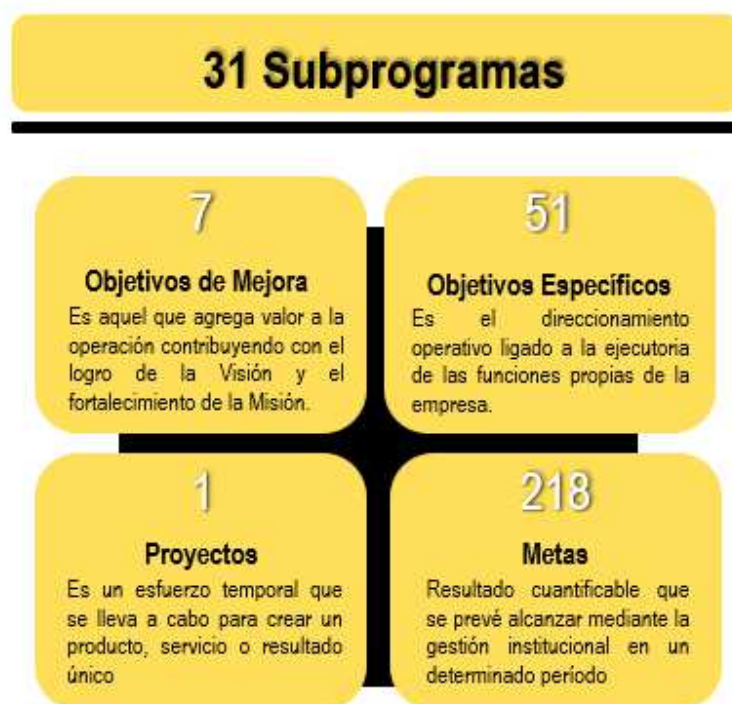 31 Subprogramas
7
Objetivos de Mejora
Es aquel que agrega valor a la
operación contribuyendo con el
logro de la Visión y el
fortalecimiento de la Misión.
51
Objetivos Específicos
Es el direccionamiento
operativo ligado a la ejecutoria
de las funciones propias de la
empresa.
1
Proyectos
Es un esfuerzo temporal que
se lleva a cabo para crear un
producto, servicio o resultado
único
218
Metas
Resultado cuantificable que
se prevé alcanzar mediante la
gestión institucional en un
determinado período